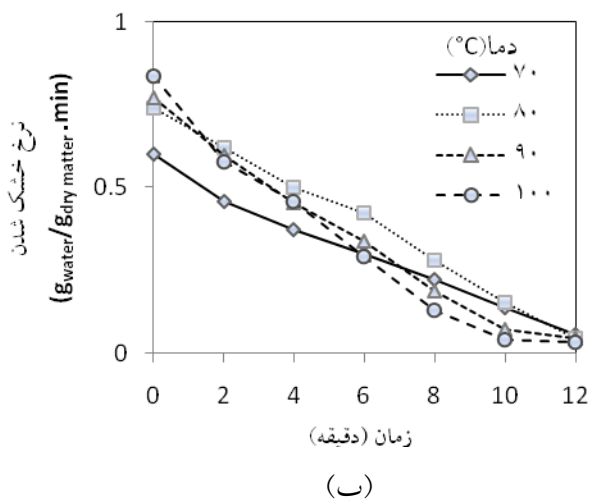 1
0.5
0
نرخ خشک شدن
(gwater/gdry matter .min)
دما(°C)
۷۰
۸۰
۹۰
۱۰۰
0 2 4 6 8 10 12
زمان (دقیقه)
(ب)